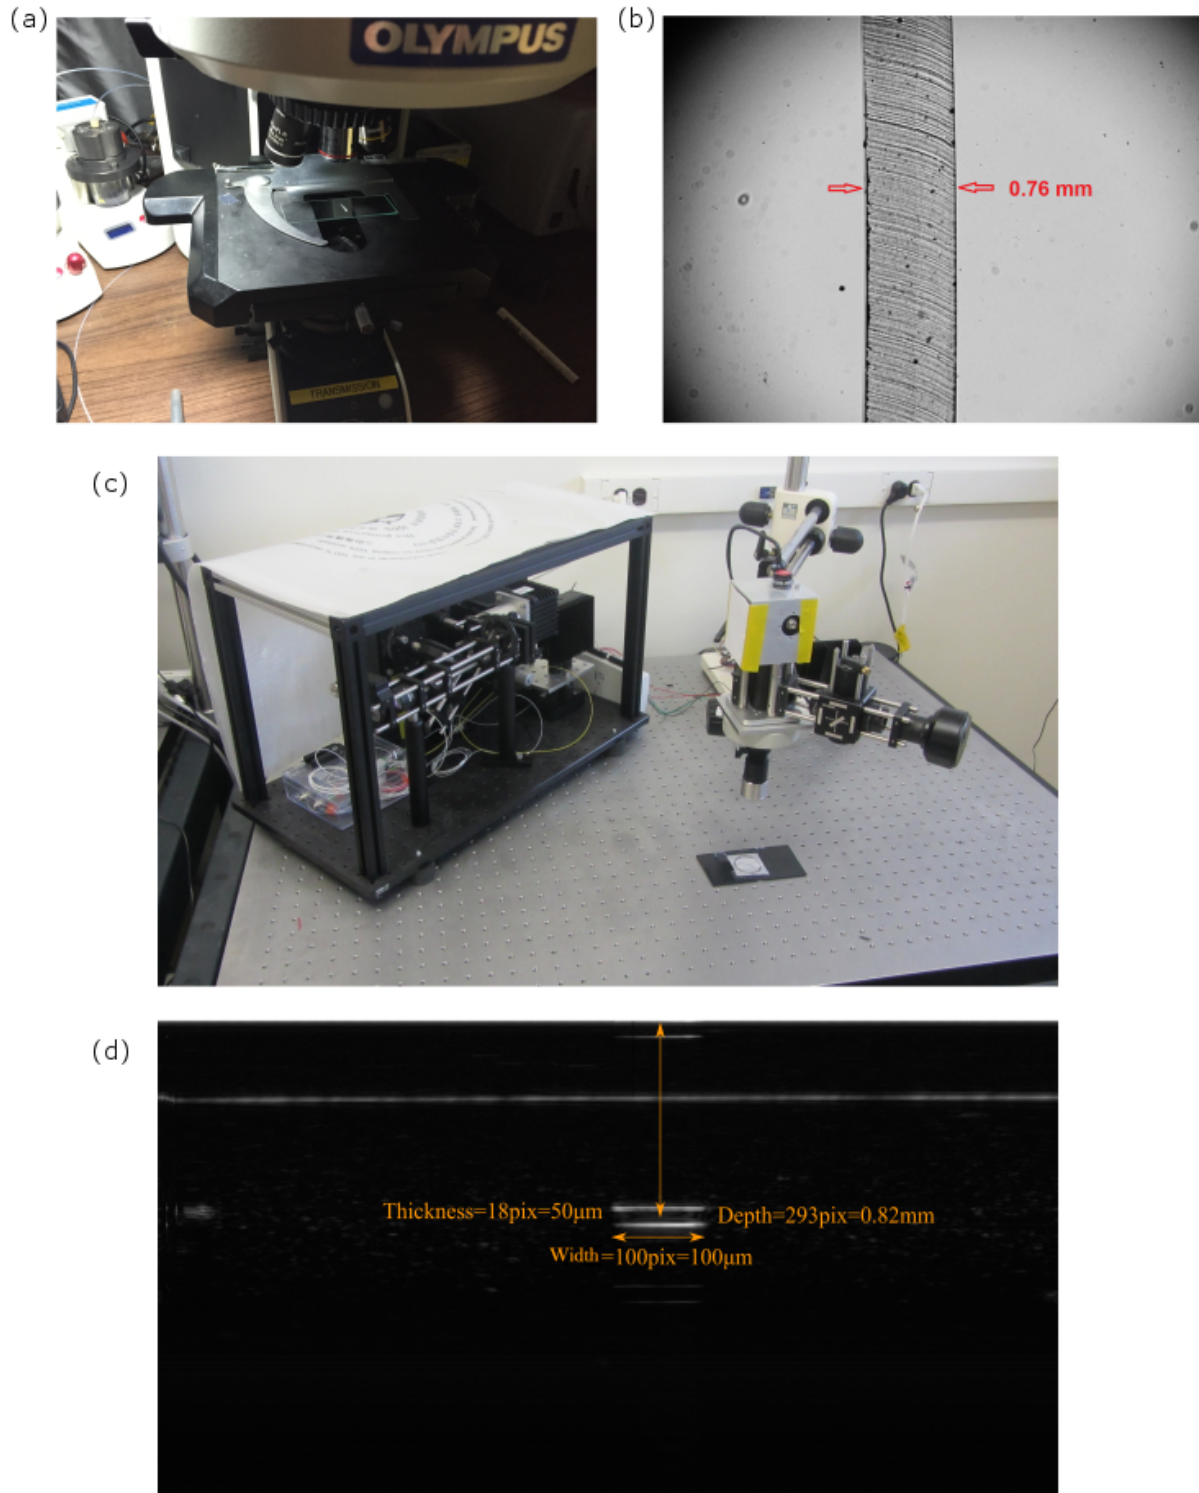 (a)
OLYMPUS
TRANSMISSION
(b)
0.76 mm
(c)
(d)
Thickness=18pix=50μm
Depth=293pix=0.82mm
Width=100pix=100μm